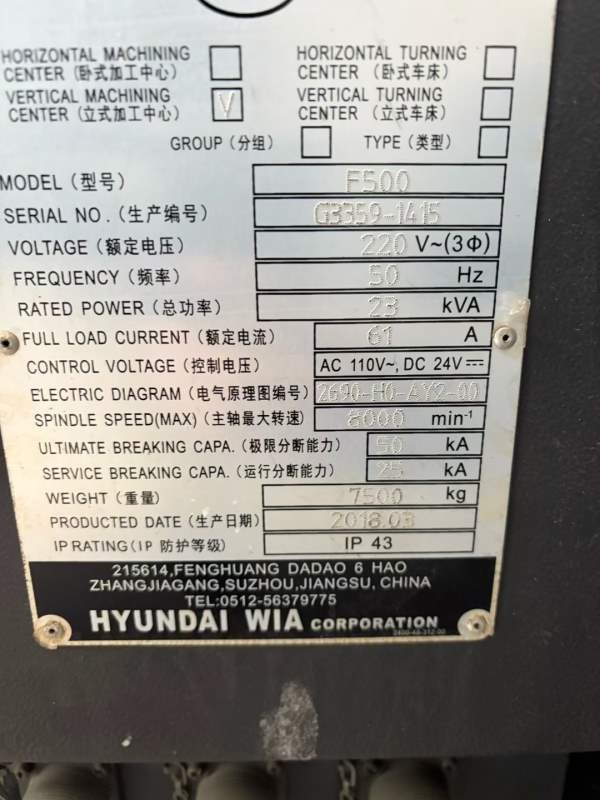 HORIZONTAL MACHINING CENTER (卧式加工中心)
HORIZONTAL TURNING CENTER (卧式车床)
VERTICAL MACHINING CENTER (立式加工中心) V
VERTICAL TURNING CENTER (立式车床)
GROUP (分组) TYPE (类型)
MODEL (型号) F500
SERIAL NO. (生产编号) G3359-1415
VOLTAGE (额定电压) 220 V~(3Φ)
FREQUENCY (频率) 50 Hz
RATED POWER (总功率) 23 kVA
FULL LOAD CURRENT (额定电流) 61 A
CONTROL VOLTAGE (控制电压) AC 110V~, DC 24V⎓
ELECTRIC DIAGRAM (电气原理图编号) 2690-H0-AY2-00
SPINDLE SPEED(MAX) (主轴最大转速) 8000 min⁻¹
ULTIMATE BREAKING CAPA. (极限分断能力) 50 kA
SERVICE BREAKING CAPA. (运行分断能力) 25 kA
WEIGHT (重量) 7500 kg
PRODUCTED DATE (生产日期) 2018.03
IP RATING (IP 防护等级) IP 43
215614,FENGHUANG DADAO 6 HAO
ZHANGJIAGANG,SUZHOU,JIANGSU, CHINA
TEL:0512-56379775
HYUNDAI WIA CORPORATION